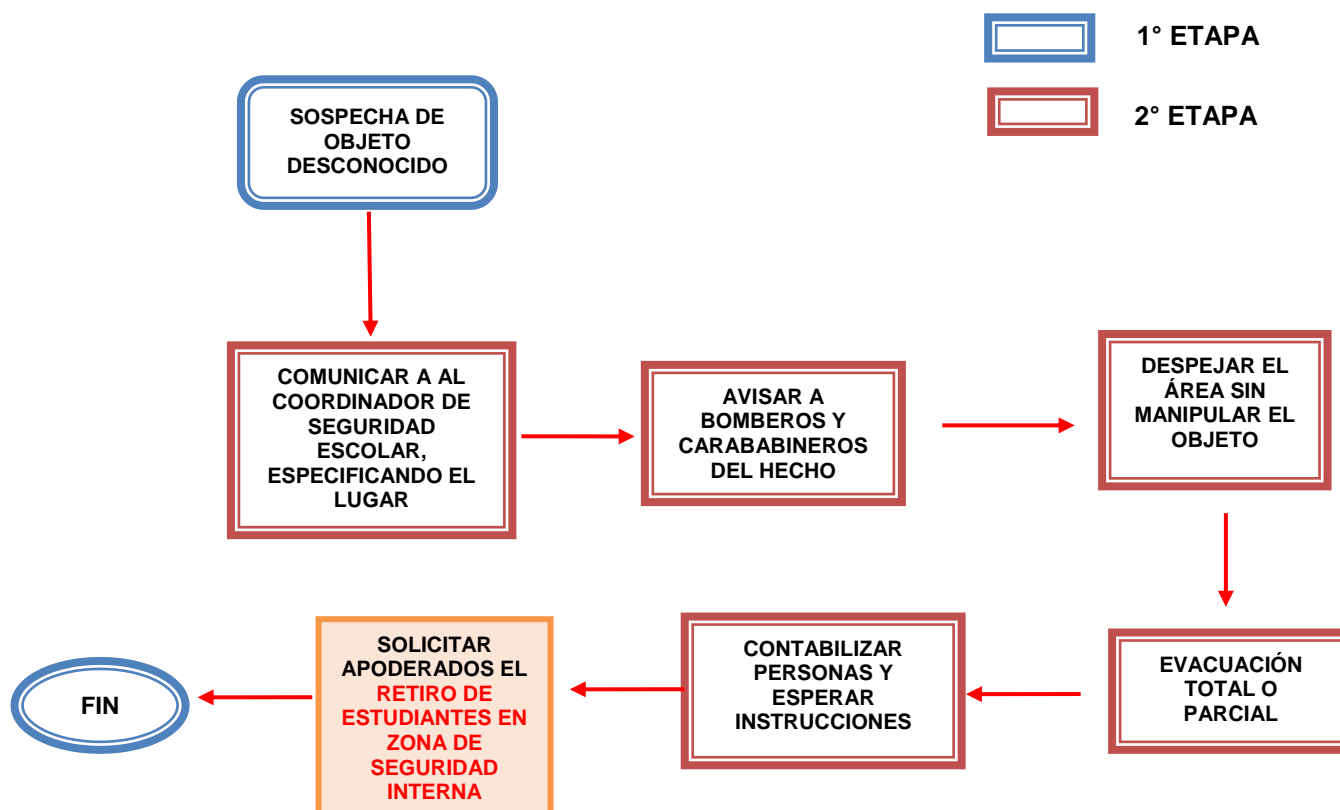 1° ETAPA
2° ETAPA
SOSPECHA DE
OBJETO
DESCONOCIDO
COMUNICAR A AL
COORDINADOR DE
SEGURIDAD
ESCOLAR,
ESPECIFICANDO EL
LUGAR
AVISAR A
BOMBEROS Y
CARABABINEROS
DEL HECHO
DESPEJAR EL
ÁREA SIN
MANIPULAR EL
OBJETO
EVACUACIÓN
TOTAL O
PARCIAL
CONTABILIZAR
PERSONAS Y
ESPERAR
INSTRUCCIONES
SOLICITAR
APODERADOS EL
RETIRO DE
ESTUDIANTES EN
ZONA DE
SEGURIDAD
INTERNA
FIN